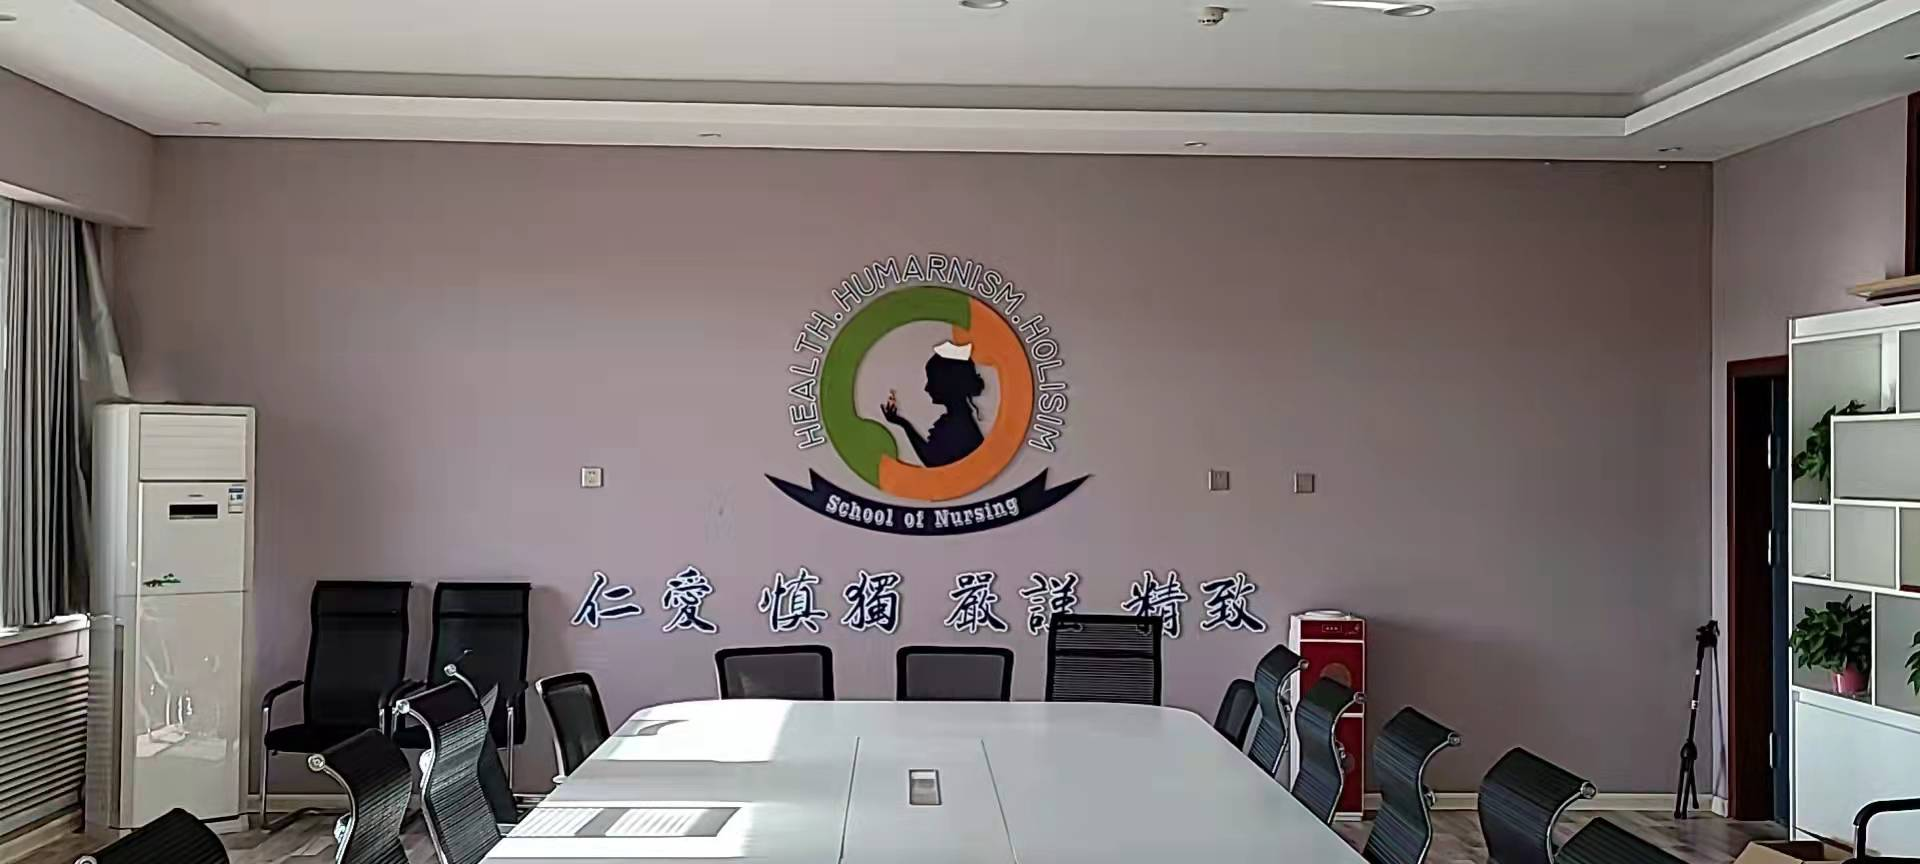 HEALTH.HUMARNISM.HOLISIM
School of Nursing
仁愛 慎獨 嚴謹 精致